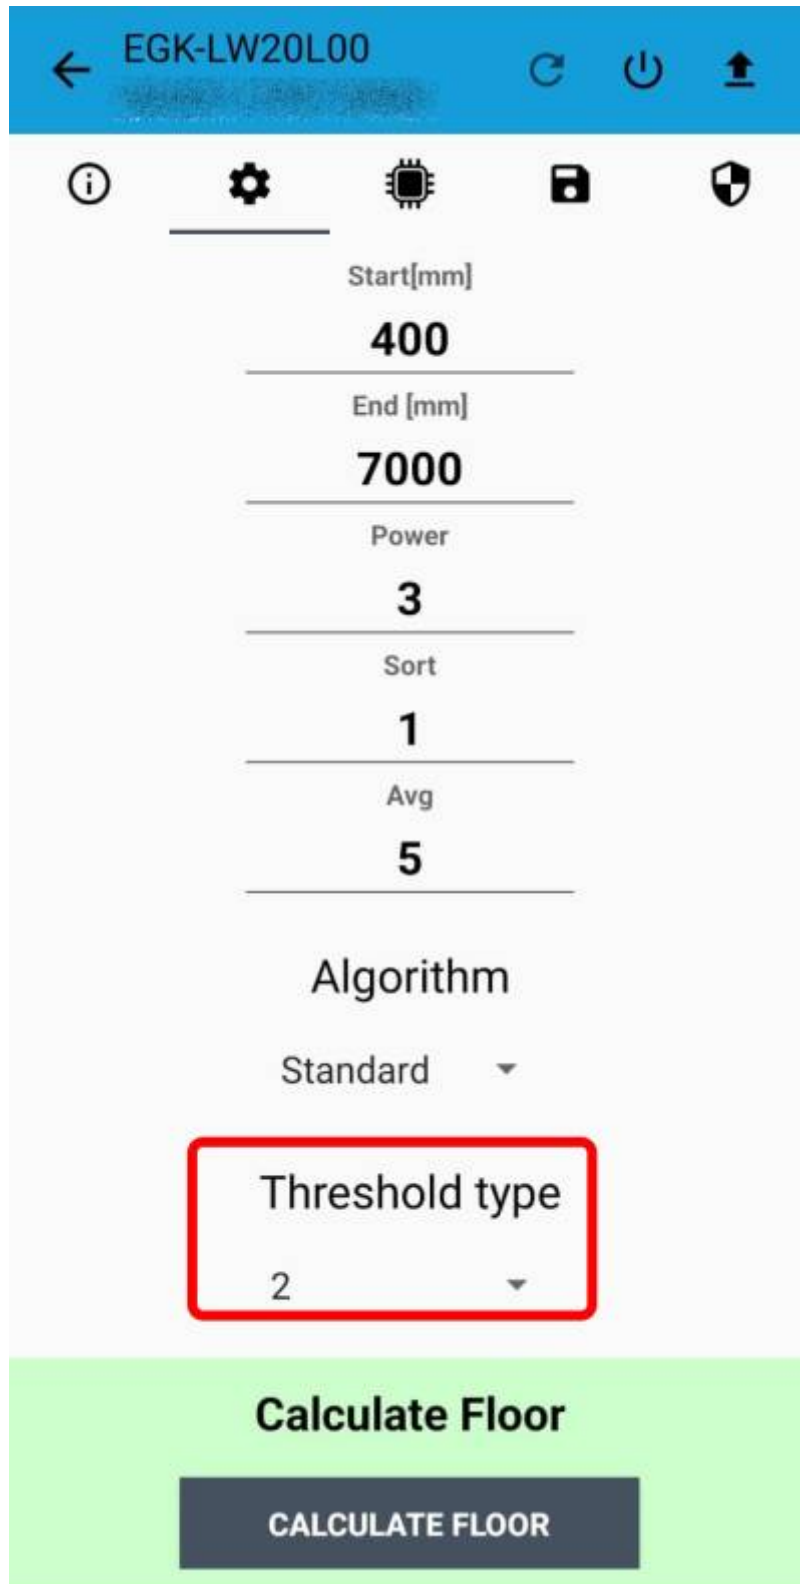 EGK-LW20L00
Start[mm]
400
End [mm]
7000
Power
3
Sort
1
Avg
5
Algorithm
Standard
Threshold type
2
Calculate Floor
CALCULATE FLOOR